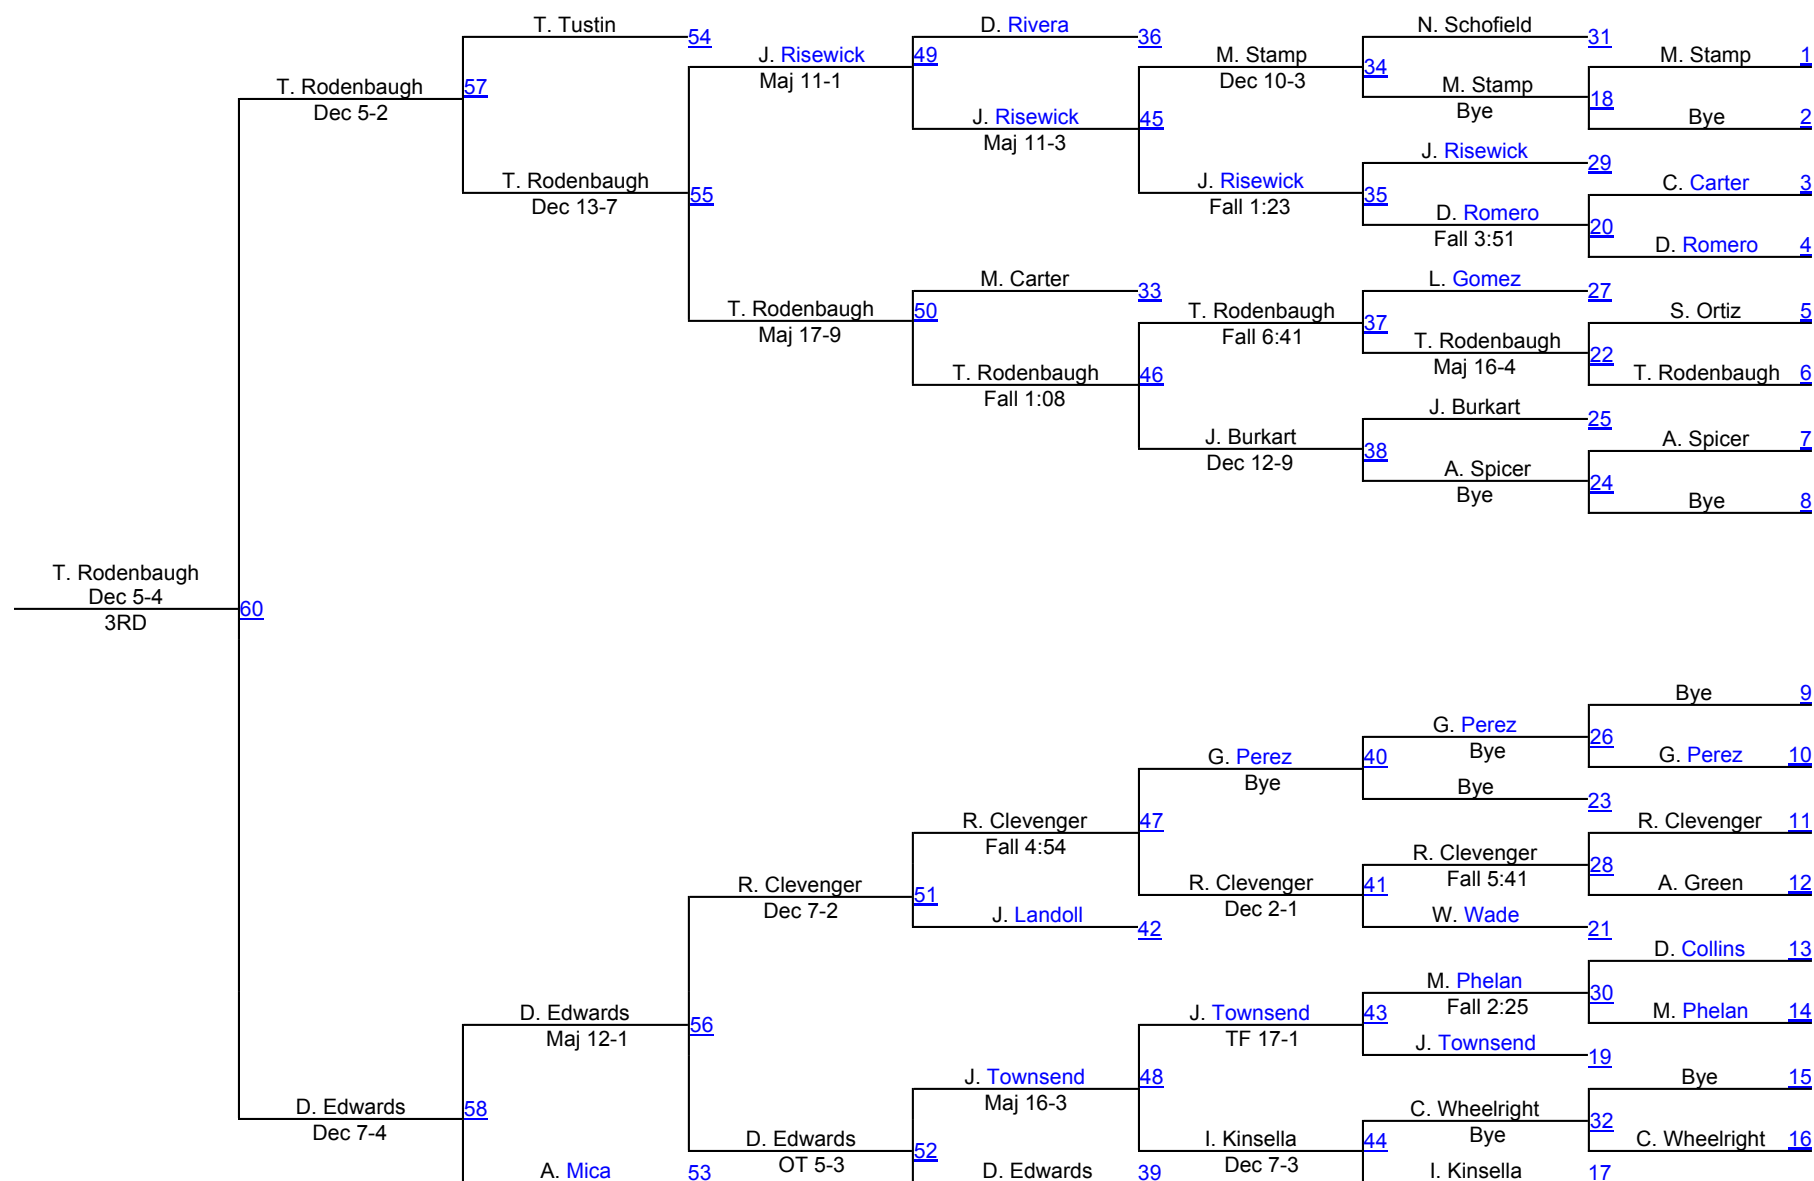 T. Tustin
54
D. Rivera
36
N. Schofield
31
J. Risewick
49
M. Stamp
34
M. Stamp
1
Maj 11-1
Dec 10-3
T. Rodenbaugh
57
M. Stamp
18
Dec 5-2
J. Risewick
45
Bye
Bye
2
Maj 11-3
J. Risewick
29
T. Rodenbaugh
55
J. Risewick
35
C. Carter
3
Dec 13-7
Fall 1:23
D. Romero
20
Fall 3:51
D. Romero
4
M. Carter
33
L. Gomez
27
T. Rodenbaugh
50
T. Rodenbaugh
37
S. Ortiz
5
Maj 17-9
Fall 6:41
T. Rodenbaugh
22
T. Rodenbaugh
46
Maj 16-4
T. Rodenbaugh
6
Fall 1:08
J. Burkart
25
J. Burkart
38
A. Spicer
7
Dec 12-9
A. Spicer
24
Bye
Bye
8
T. Rodenbaugh
Dec 5-4
60
3RD
Bye
9
G. Perez
26
G. Perez
40
Bye
G. Perez
10
Bye
Bye
23
R. Clevenger
47
R. Clevenger
11
Fall 4:54
R. Clevenger
28
R. Clevenger
51
R. Clevenger
41
Fall 5:41
A. Green
12
Dec 7-2
Dec 2-1
J. Landoll
42
W. Wade
21
D. Collins
13
M. Phelan
30
D. Edwards
56
J. Townsend
43
Fall 2:25
M. Phelan
14
Maj 12-1
TF 17-1
J. Townsend
19
J. Townsend
48
Bye
15
Maj 16-3
D. Edwards
58
C. Wheelright
32
Dec 7-4
D. Edwards
52
I. Kinsella
44
Bye
C. Wheelright
16
OT 5-3
Dec 7-3
A. Mica
53
D. Edwards
39
I. Kinsella
17